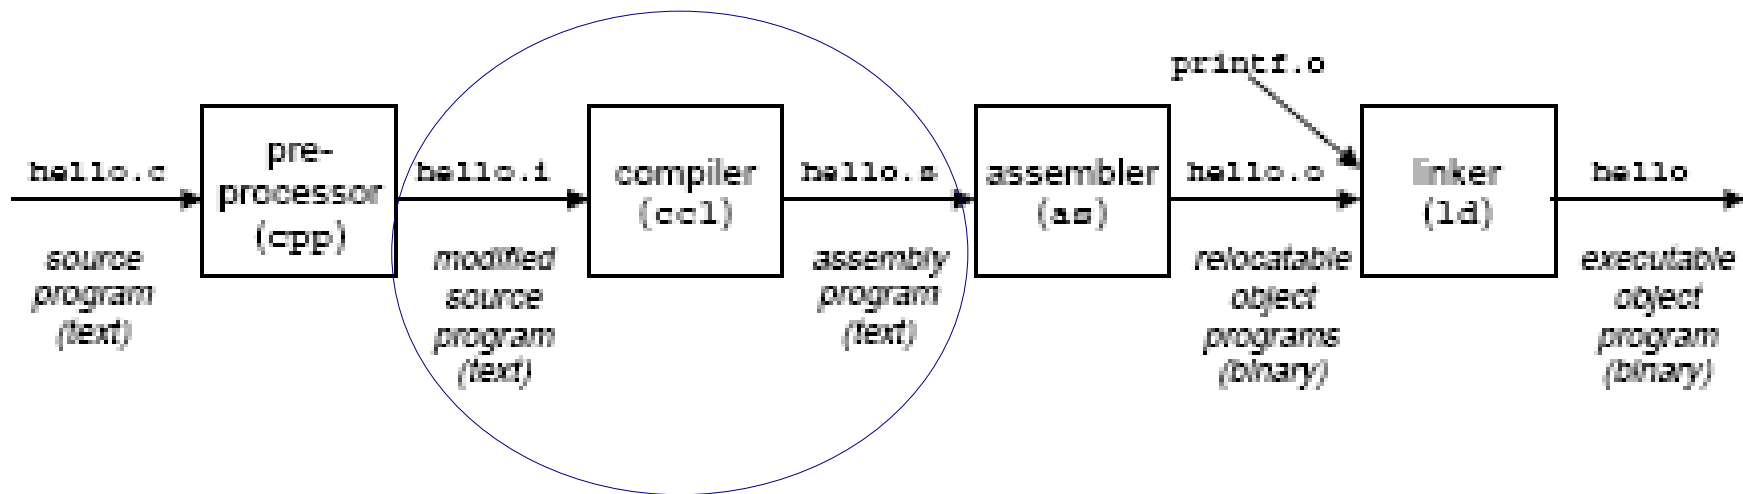 printf.o
hello.c
pre-
processor
(cpp)
hello.i
compiler
(cc1)
hello.s
assembler
(as)
hello.o
linker
(ld)
hello
source
program
(text)
modified
source
program
(text)
assembly
program
(text)
relocatable
object
programs
(binary)
executable
object
program
(binary)